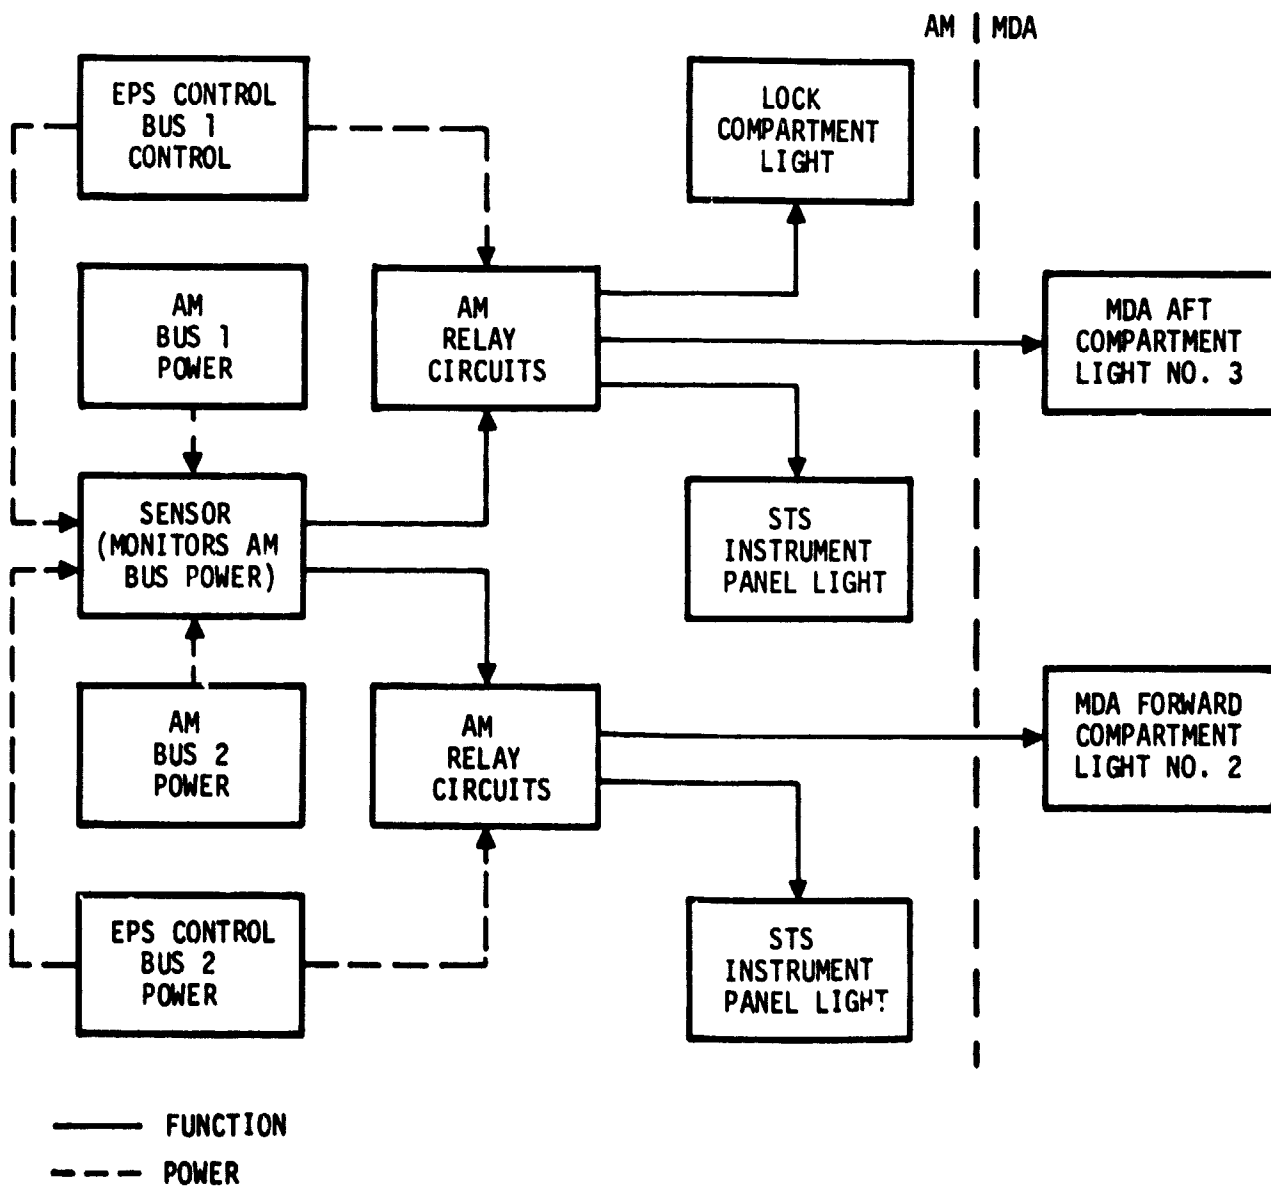 AM | MDA
EPS CONTROL
BUS 1
CONTROL
LOCK
COMPARTMENT
LIGHT
AM
BUS 1
POWER
AM
RELAY
CIRCUITS
MDA AFT
COMPARTMENT
LIGHT NO. 3
SENSOR
(MONITORS AM
BUS POWER)
STS
INSTRUMENT
PANEL LIGHT
AM
BUS 2
POWER
AM
RELAY
CIRCUITS
MDA FORWARD
COMPARTMENT
LIGHT NO. 2
EPS CONTROL
BUS 2
POWER
STS
INSTRUMENT
PANEL LIGHT
FUNCTION
POWER